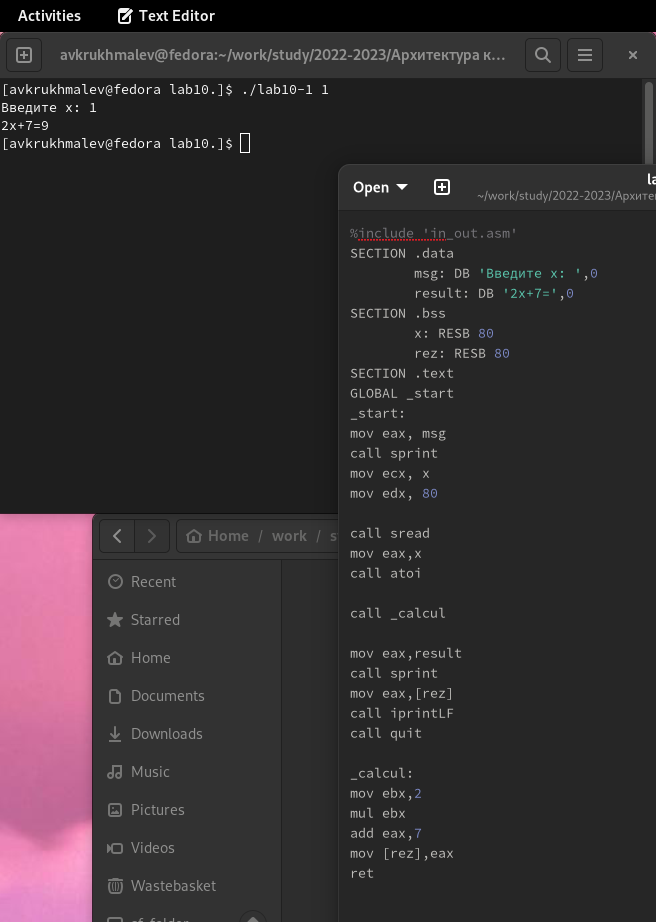 Activities Text Editor
avkrukhmalev@fedora:~/work/study/2022-2023/Архитектура к...
[avkrukhmalev@fedora lab10.]$ ./lab10-1 1
Введите x: 1
2x+7=9
[avkrukhmalev@fedora lab10.]$
Open
~/work/study/2022-2023/Архитек
%include 'in_out.asm'
SECTION .data
msg: DB 'Введите x: ',0
result: DB '2x+7=',0
SECTION .bss
x: RESB 80
rez: RESB 80
SECTION .text
GLOBAL _start
_start:
mov eax, msg
call sprint
mov ecx, x
mov edx, 80
call sread
mov eax,x
call atoi
call _calcul
mov eax,result
call sprint
mov eax,[rez]
call iprintLF
call quit
_calcul:
mov ebx,2
mul ebx
add eax,7
mov [rez],eax
ret
Home / work / s
Recent
Starred
Home
Documents
Downloads
Music
Pictures
Videos
Wastebasket